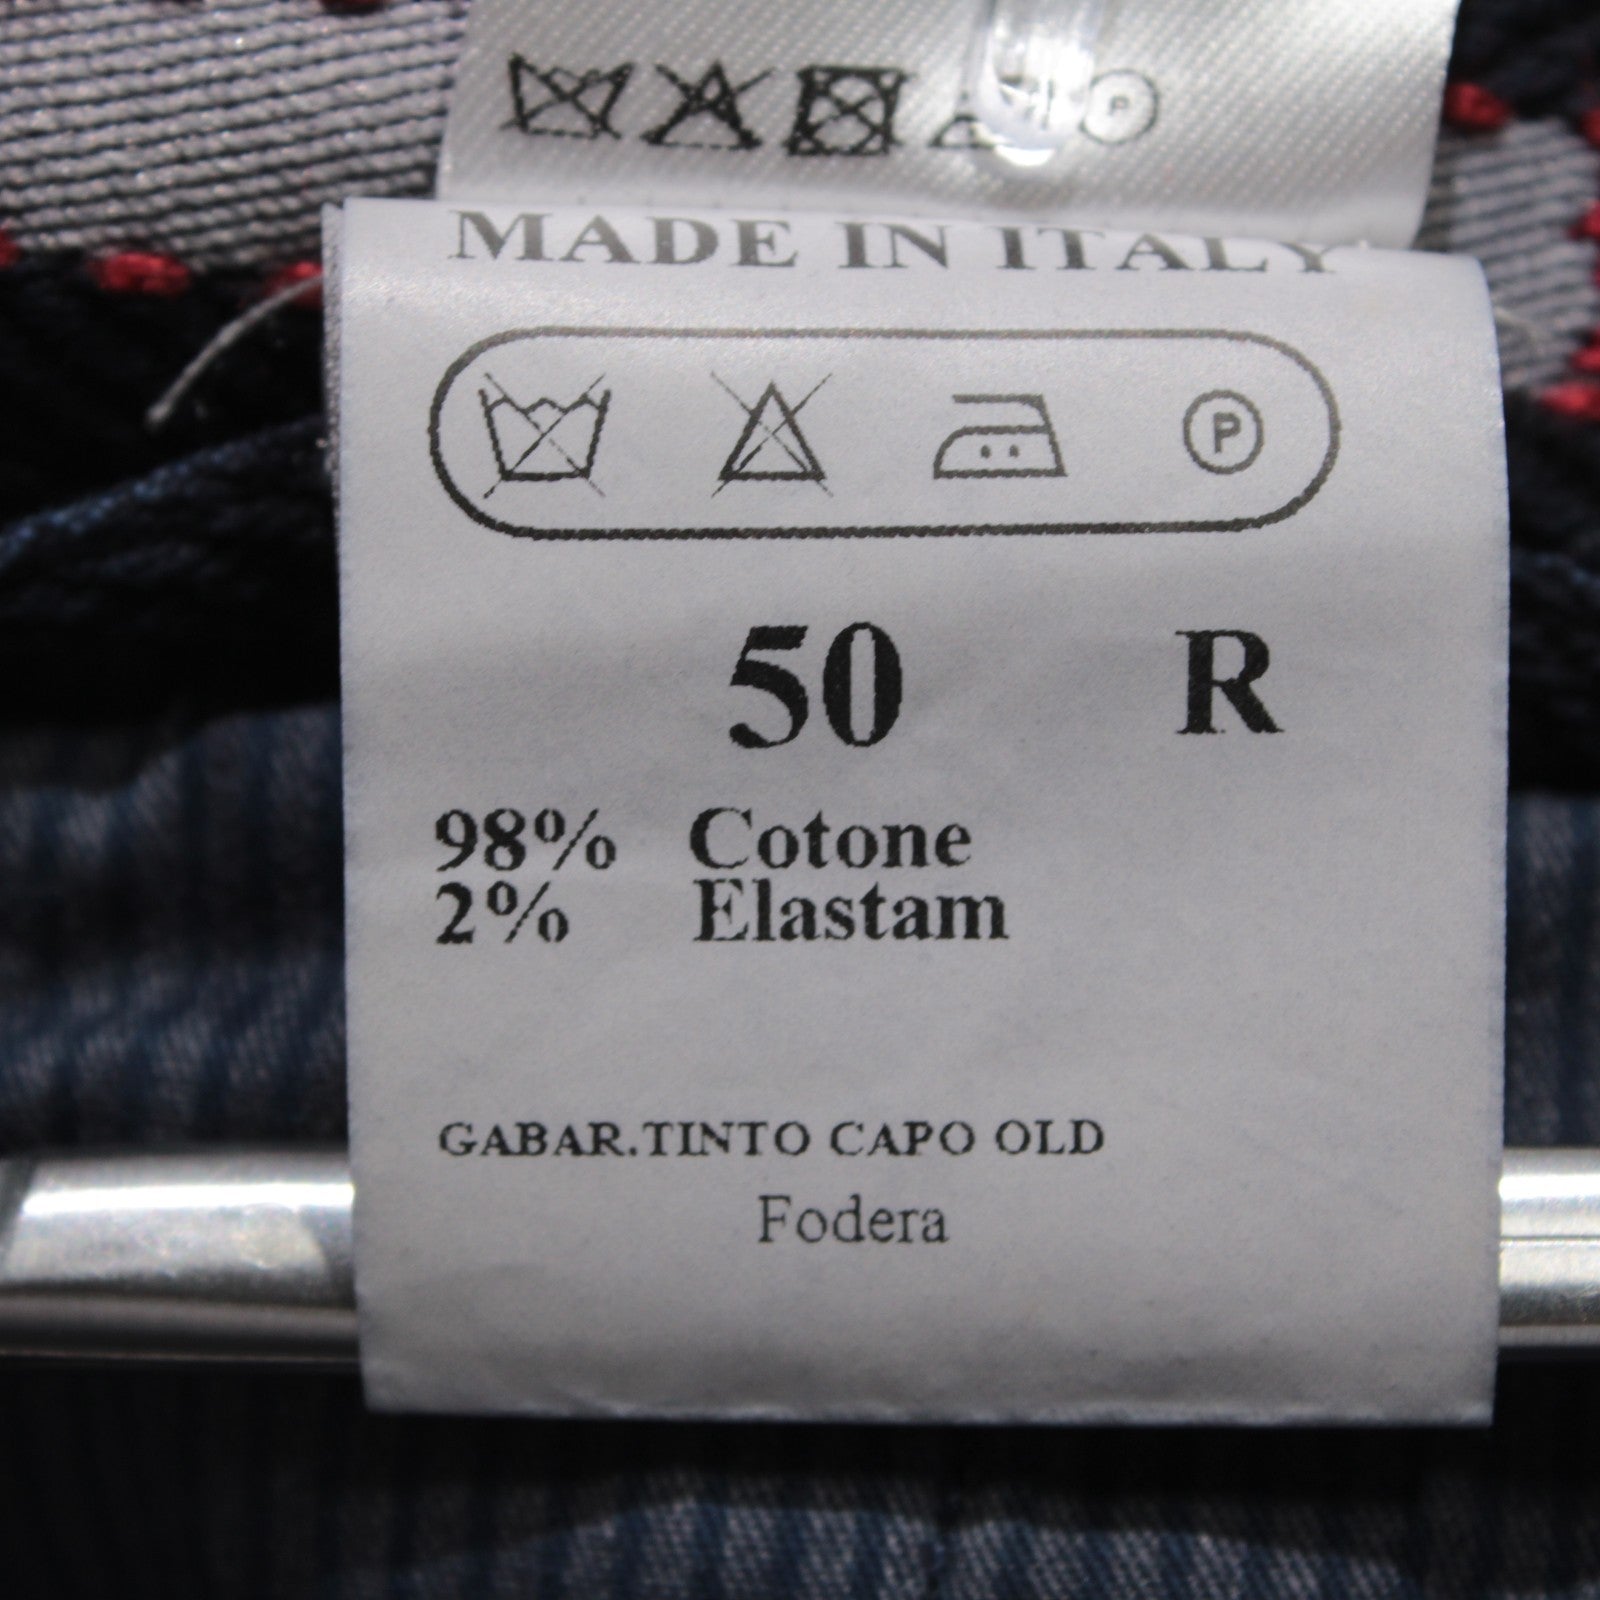 P
MADE IN ITALY
P
50 R
98% Cotone
2% Elastam
GABAR.TINTO CAPO OLD
Fodera